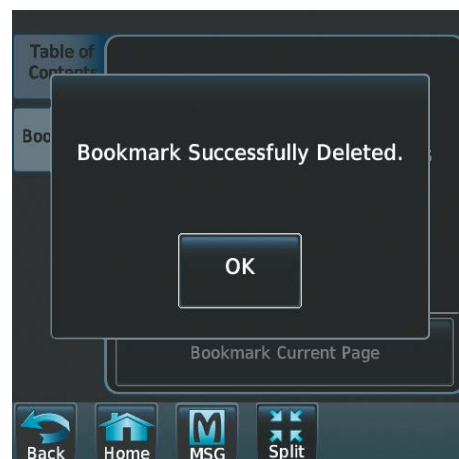 Table of
Contents
Bookmark Successfully Deleted.
OK
Bookmark Current Page
Back
Home
MSG
Split